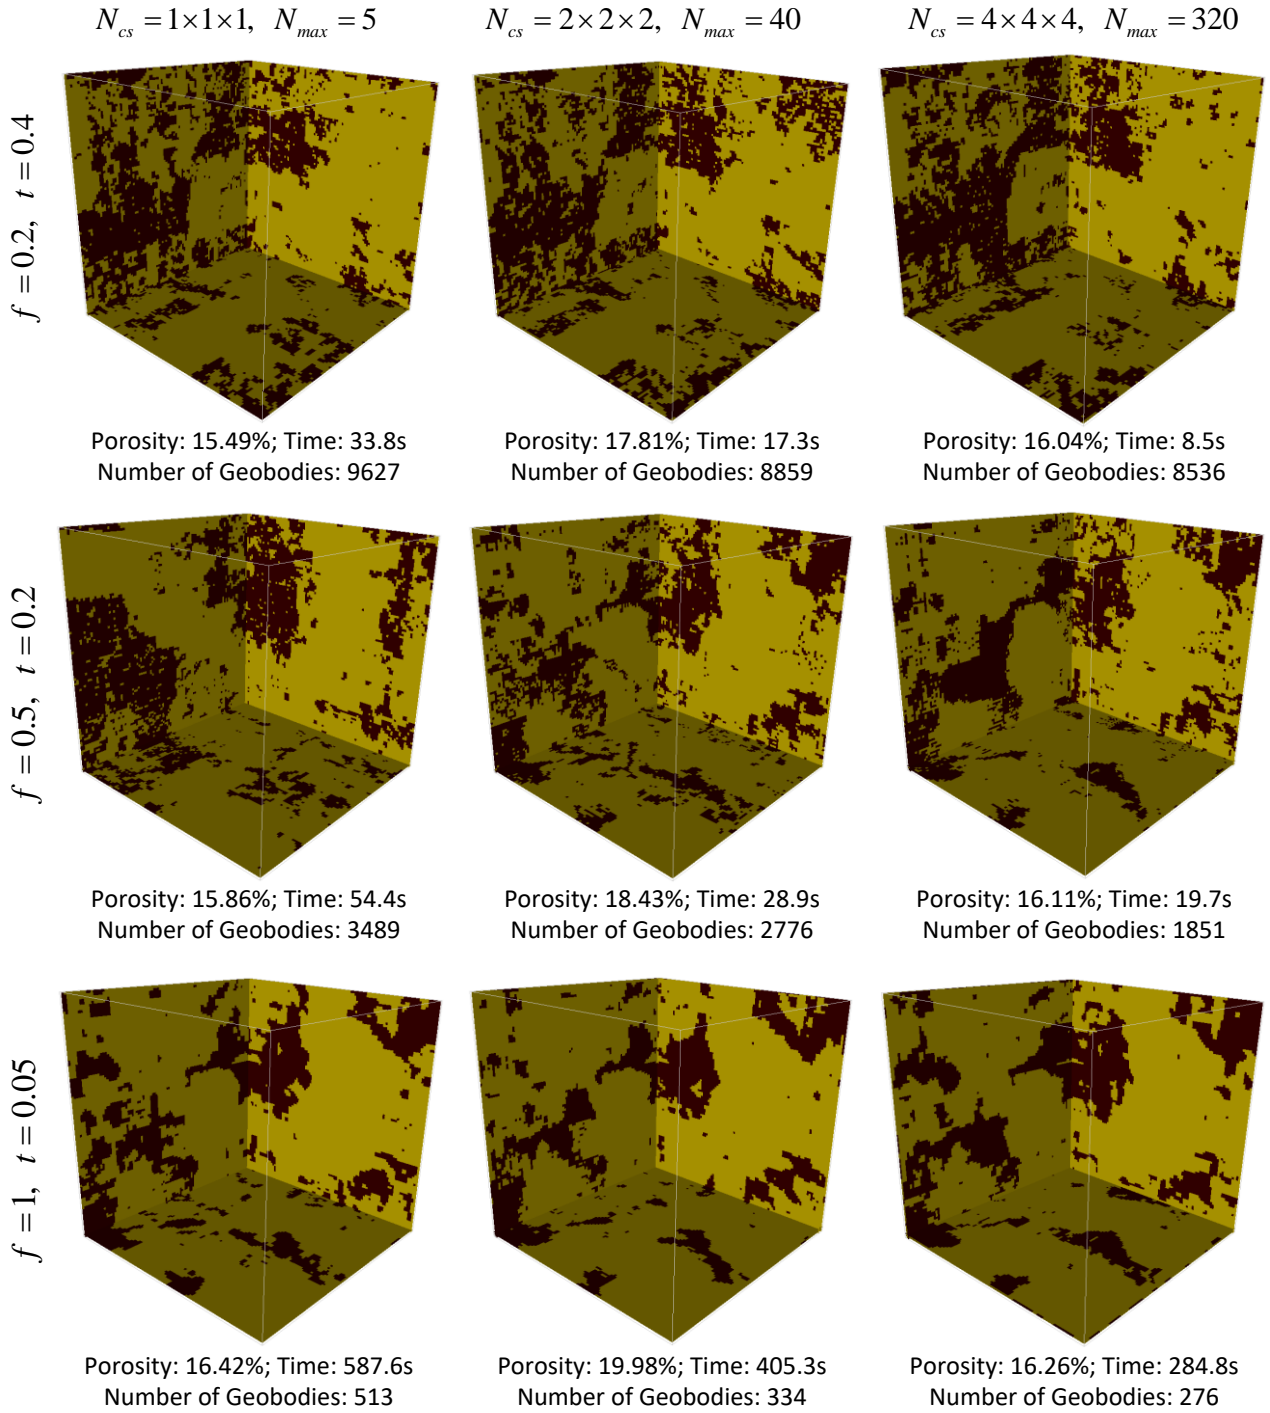 N_cs = 1×1×1, N_max = 5
N_cs = 2×2×2, N_max = 40
N_cs = 4×4×4, N_max = 320
f = 0.2, t = 0.4
Porosity: 15.49%; Time: 33.8s
Number of Geobodies: 9627
Porosity: 17.81%; Time: 17.3s
Number of Geobodies: 8859
Porosity: 16.04%; Time: 8.5s
Number of Geobodies: 8536
f = 0.5, t = 0.2
Porosity: 15.86%; Time: 54.4s
Number of Geobodies: 3489
Porosity: 18.43%; Time: 28.9s
Number of Geobodies: 2776
Porosity: 16.11%; Time: 19.7s
Number of Geobodies: 1851
f = 1, t = 0.05
Porosity: 16.42%; Time: 587.6s
Number of Geobodies: 513
Porosity: 19.98%; Time: 405.3s
Number of Geobodies: 334
Porosity: 16.26%; Time: 284.8s
Number of Geobodies: 276